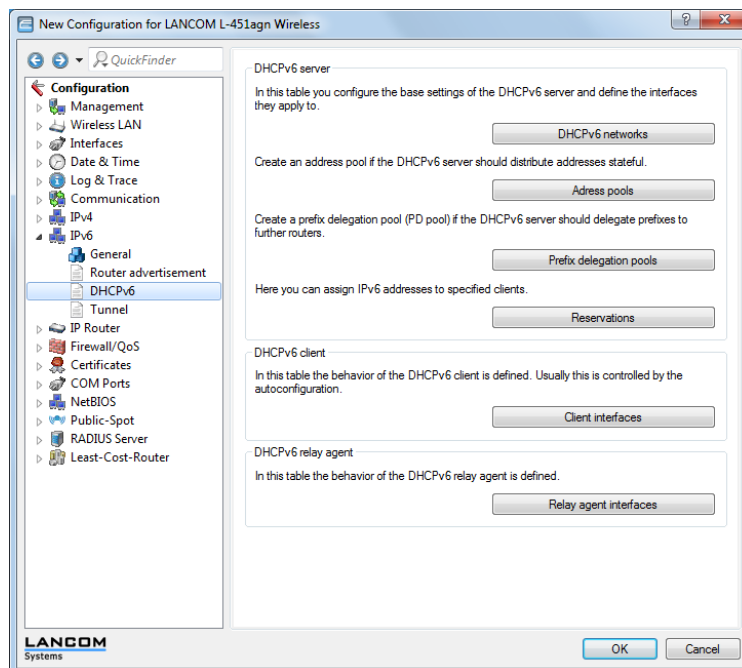 New Configuration for LANCOM L-451agn Wireless
QuickFinder
Configuration
Management
Wireless LAN
Interfaces
Date & Time
Log & Trace
Communication
IPv4
IPv6
General
Router advertisement
DHCPv6
Tunnel
IP Router
Firewall/QoS
Certificates
COM Ports
NetBIOS
Public-Spot
RADIUS Server
Least-Cost-Router
DHCPv6 server
In this table you configure the base settings of the DHCPv6 server and define the interfaces
they apply to.
DHCPv6 networks
Create an address pool if the DHCPv6 server should distribute addresses stateful.
Adress pools
Create a prefix delegation pool (PD pool) if the DHCPv6 server should delegate prefixes to
further routers.
Prefix delegation pools
Here you can assign IPv6 addresses to specified clients.
Reservations
DHCPv6 client
In this table the behavior of the DHCPv6 client is defined. Usually this is controlled by the
autoconfiguration.
Client interfaces
DHCPv6 relay agent
In this table the behavior of the DHCPv6 relay agent is defined.
Relay agent interfaces
LANCOM
Systems
OK
Cancel